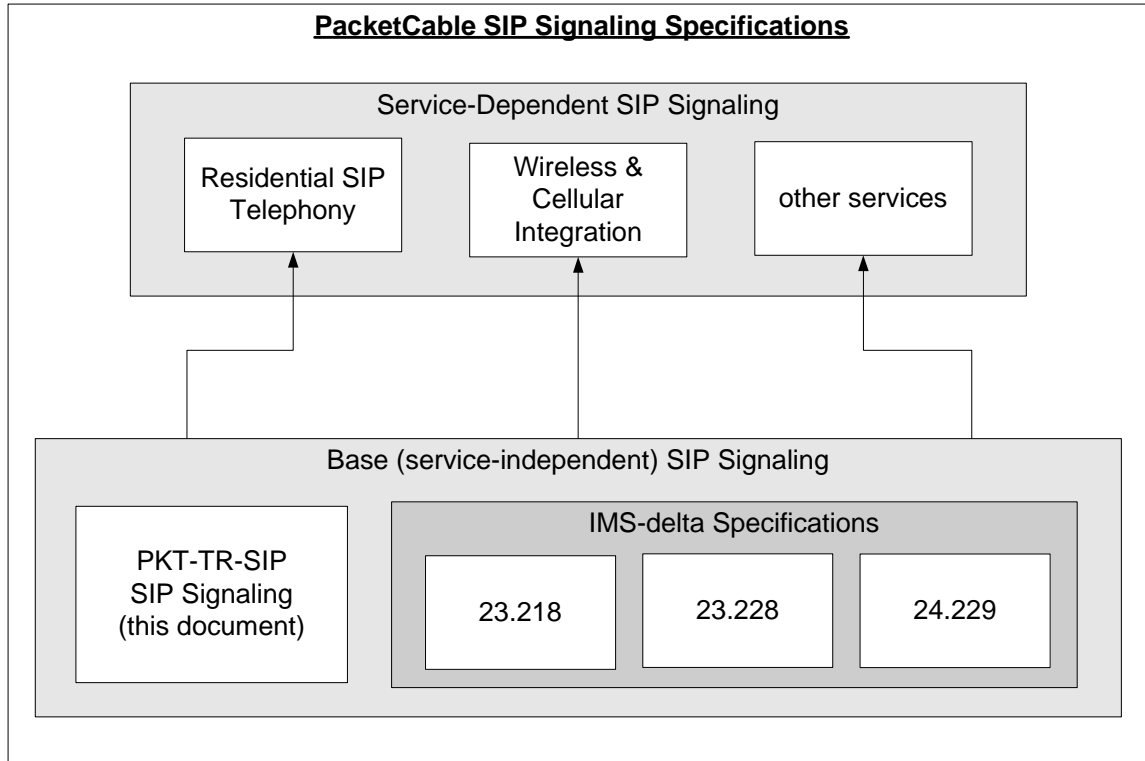 PacketCable SIP Signaling Specifications
Service-Dependent SIP Signaling
Residential SIP
Telephony
Wireless &
Cellular
Integration
other services
Base (service-independent) SIP Signaling
PKT-TR-SIP
SIP Signaling
(this document)
IMS-delta Specifications
23.218
23.228
24.229